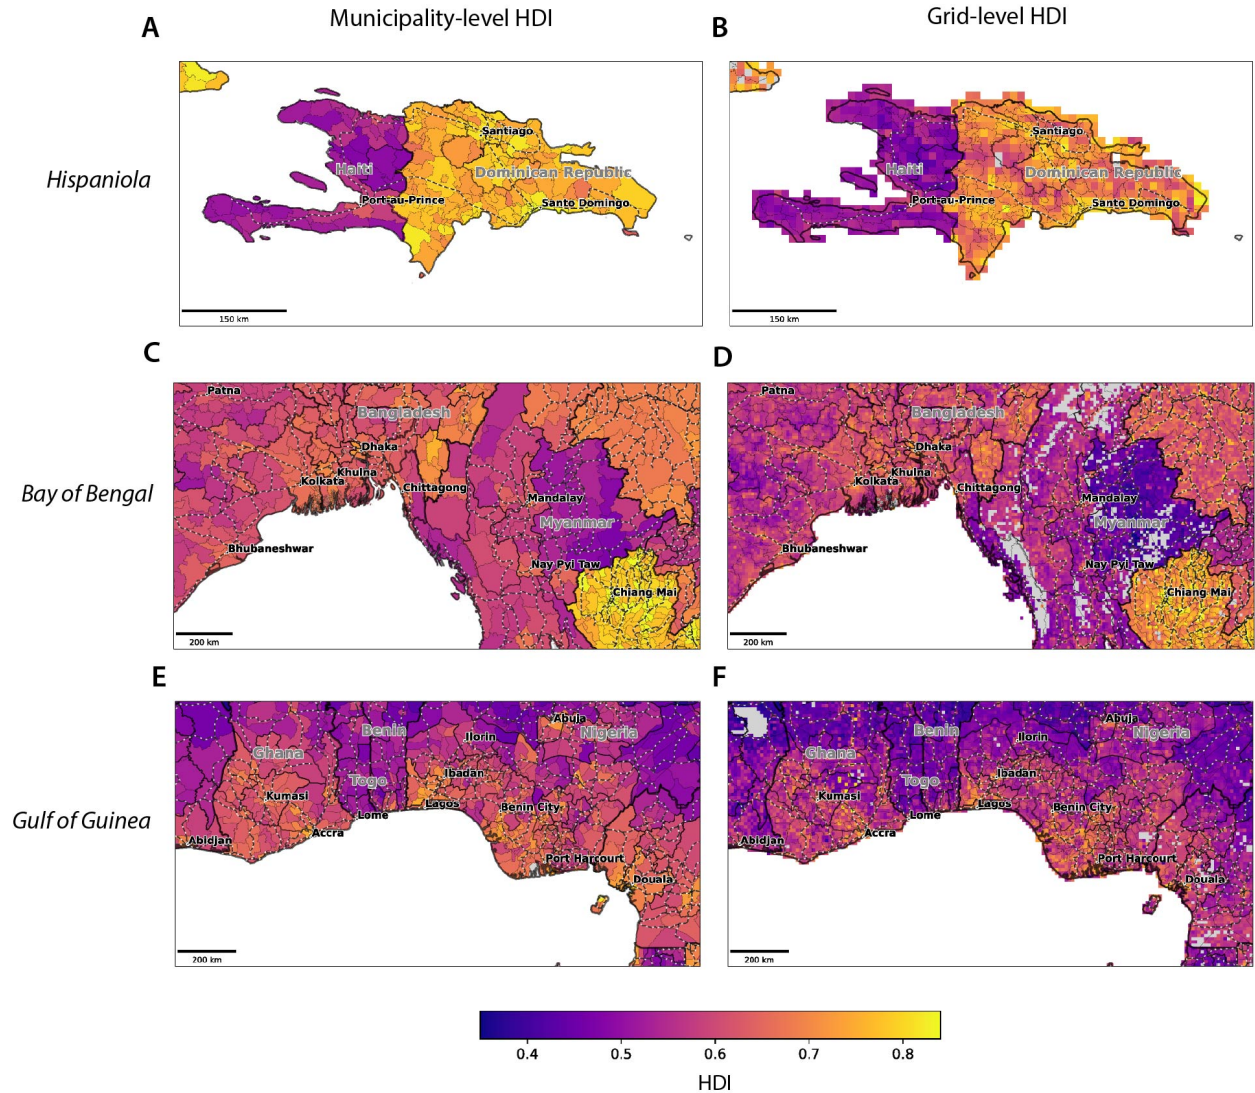 Municipality-level HDI
Grid-level HDI
A
B
Hispaniola
Santiago
Haiti
Dominican Republic
Port-au-Prince
Santo Domingo
150 km
Santiago
Haiti
Dominican Republic
Port-au-Prince
Santo Domingo
150 km
C
D
Bay of Bengal
Patna
Bangladesh
Dhaka
Khulna
Kolkata
Chittagong
Mandalay
Myanmar
Bhubaneshwar
Nay Pyi Taw
Chiang Mai
200 km
Patna
Bangladesh
Dhaka
Khulna
Kolkata
Chittagong
Mandalay
Myanmar
Bhubaneshwar
Nay Pyi Taw
Chiang Mai
200 km
E
F
Gulf of Guinea
Abuja
Benin
Nigeria
Ilorin
Ghana
Ibadan
Togo
Kumasi
Lagos
Benin City
Lome
Accra
Abidjan
Port Harcourt
Douala
200 km
Abuja
Benin
Nigeria
Ilorin
Ghana
Ibadan
Togo
Kumasi
Lagos
Benin City
Lome
Accra
Abidjan
Port Harcourt
Douala
200 km
0.4 0.5 0.6 0.7 0.8
HDI